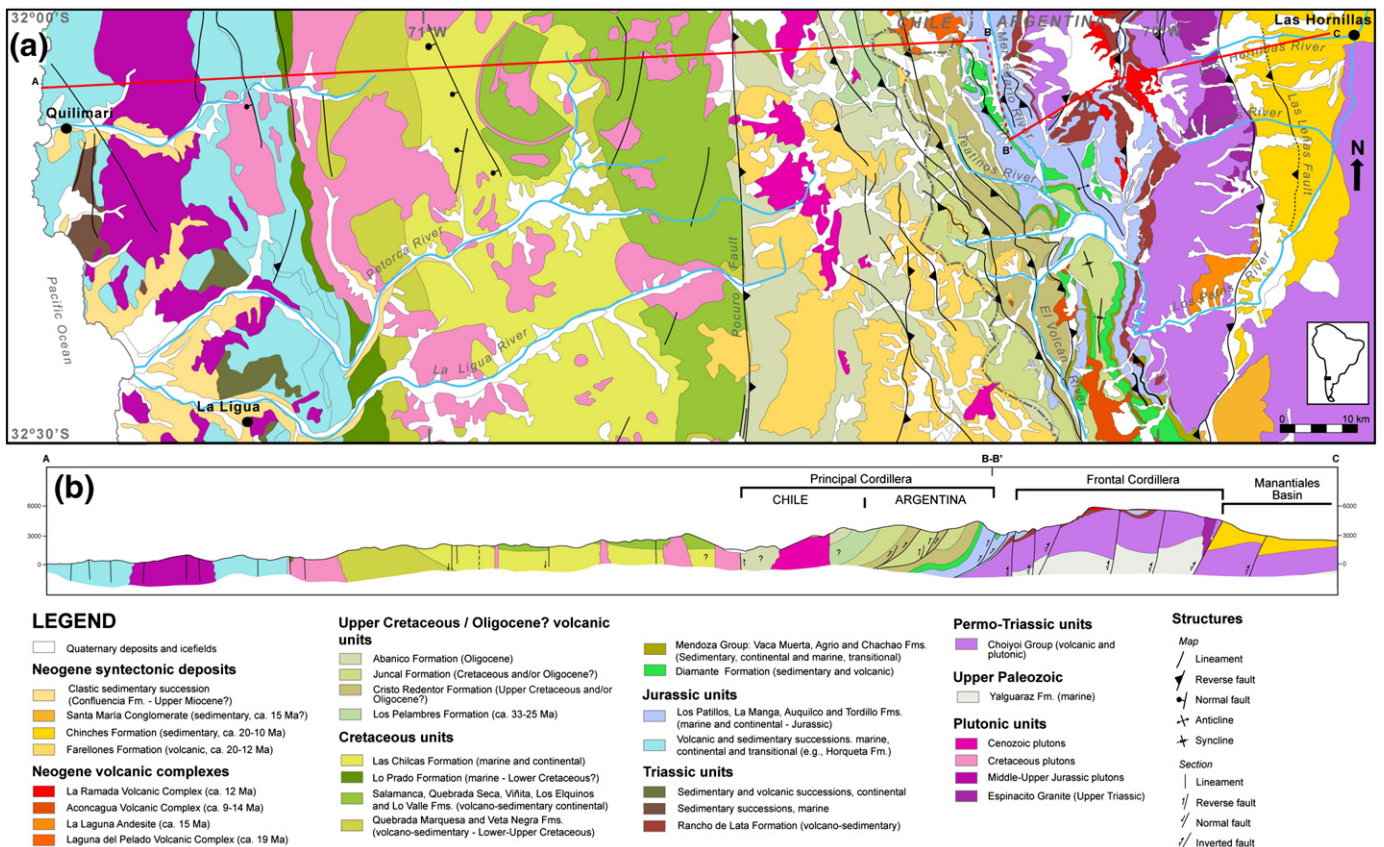 32°00'S
(a)
71°W
CHILE
ARGENTINA
70°W
Las Hornillas
A
B
C
Hornillas River
Mercedario Riv
Quilimari
B'
Teatinos River
River
Las Leñas Fault
N
Petorca River
Pocuro Fault
Pacific Ocean
La Ligua River
El Volcan River
Los Patos River
La Ligua
32°30'S
0 10 km
A
B-B'
C
(b)
Principal Cordillera
Frontal Cordillera
Manantiales
Basin
CHILE
ARGENTINA
6000
3000
0
6000
3000
0
? ? ? ?
LEGEND
Quaternary deposits and icefields
Neogene syntectonic deposits
Clastic sedimentary succession
(Confluencia Fm. - Upper Miocene?)
Santa María Conglomerate (sedimentary, ca. 15 Ma?)
Chinches Formation (sedimentary, ca. 20-10 Ma)
Farellones Formation (volcanic, ca. 20-12 Ma)
Neogene volcanic complexes
La Ramada Volcanic Complex (ca. 12 Ma)
Aconcagua Volcanic Complex (ca. 9-14 Ma)
La Laguna Andesite (ca. 15 Ma)
Laguna del Pelado Volcanic Complex (ca. 19 Ma)
Upper Cretaceous / Oligocene? volcanic
units
Abanico Formation (Oligocene)
Juncal Formation (Cretaceous and/or Oligocene?)
Cristo Redentor Formation (Upper Cretaceous and/or
Oligocene?)
Los Pelambres Formation (ca. 33-25 Ma)
Cretaceous units
Las Chilcas Formation (marine and continental)
Lo Prado Formation (marine - Lower Cretaceous?)
Salamanca, Quebrada Seca, Viñita, Los Elquinos
and Lo Valle Fms. (volcano-sedimentary continental)
Quebrada Marquesa and Veta Negra Fms.
(volcano-sedimentary - Lower-Upper Cretaceous)
Mendoza Group: Vaca Muerta, Agrio and Chachao Fms.
(Sedimentary, continental and marine, transitional)
Diamante Formation (sedimentary and volcanic)
Jurassic units
Los Patillos, La Manga, Auquilco and Tordillo Fms.
(marine and continental - Jurassic)
Volcanic and sedimentary successions. marine,
continental and transitional (e.g., Horqueta Fm.)
Triassic units
Sedimentary and volcanic successions, continental
Sedimentary successions, marine
Rancho de Lata Formation (volcano-sedimentary)
Permo-Triassic units
Choiyoi Group (volcanic and
plutonic)
Upper Paleozoic
Yalguaraz Fm. (marine)
Plutonic units
Cenozoic plutons
Cretaceous plutons
Middle-Upper Jurassic plutons
Espinacito Granite (Upper Triassic)
Structures
Map
Lineament
Reverse fault
Normal fault
Anticline
Syncline
Section
Lineament
Reverse fault
Normal fault
Inverted fault